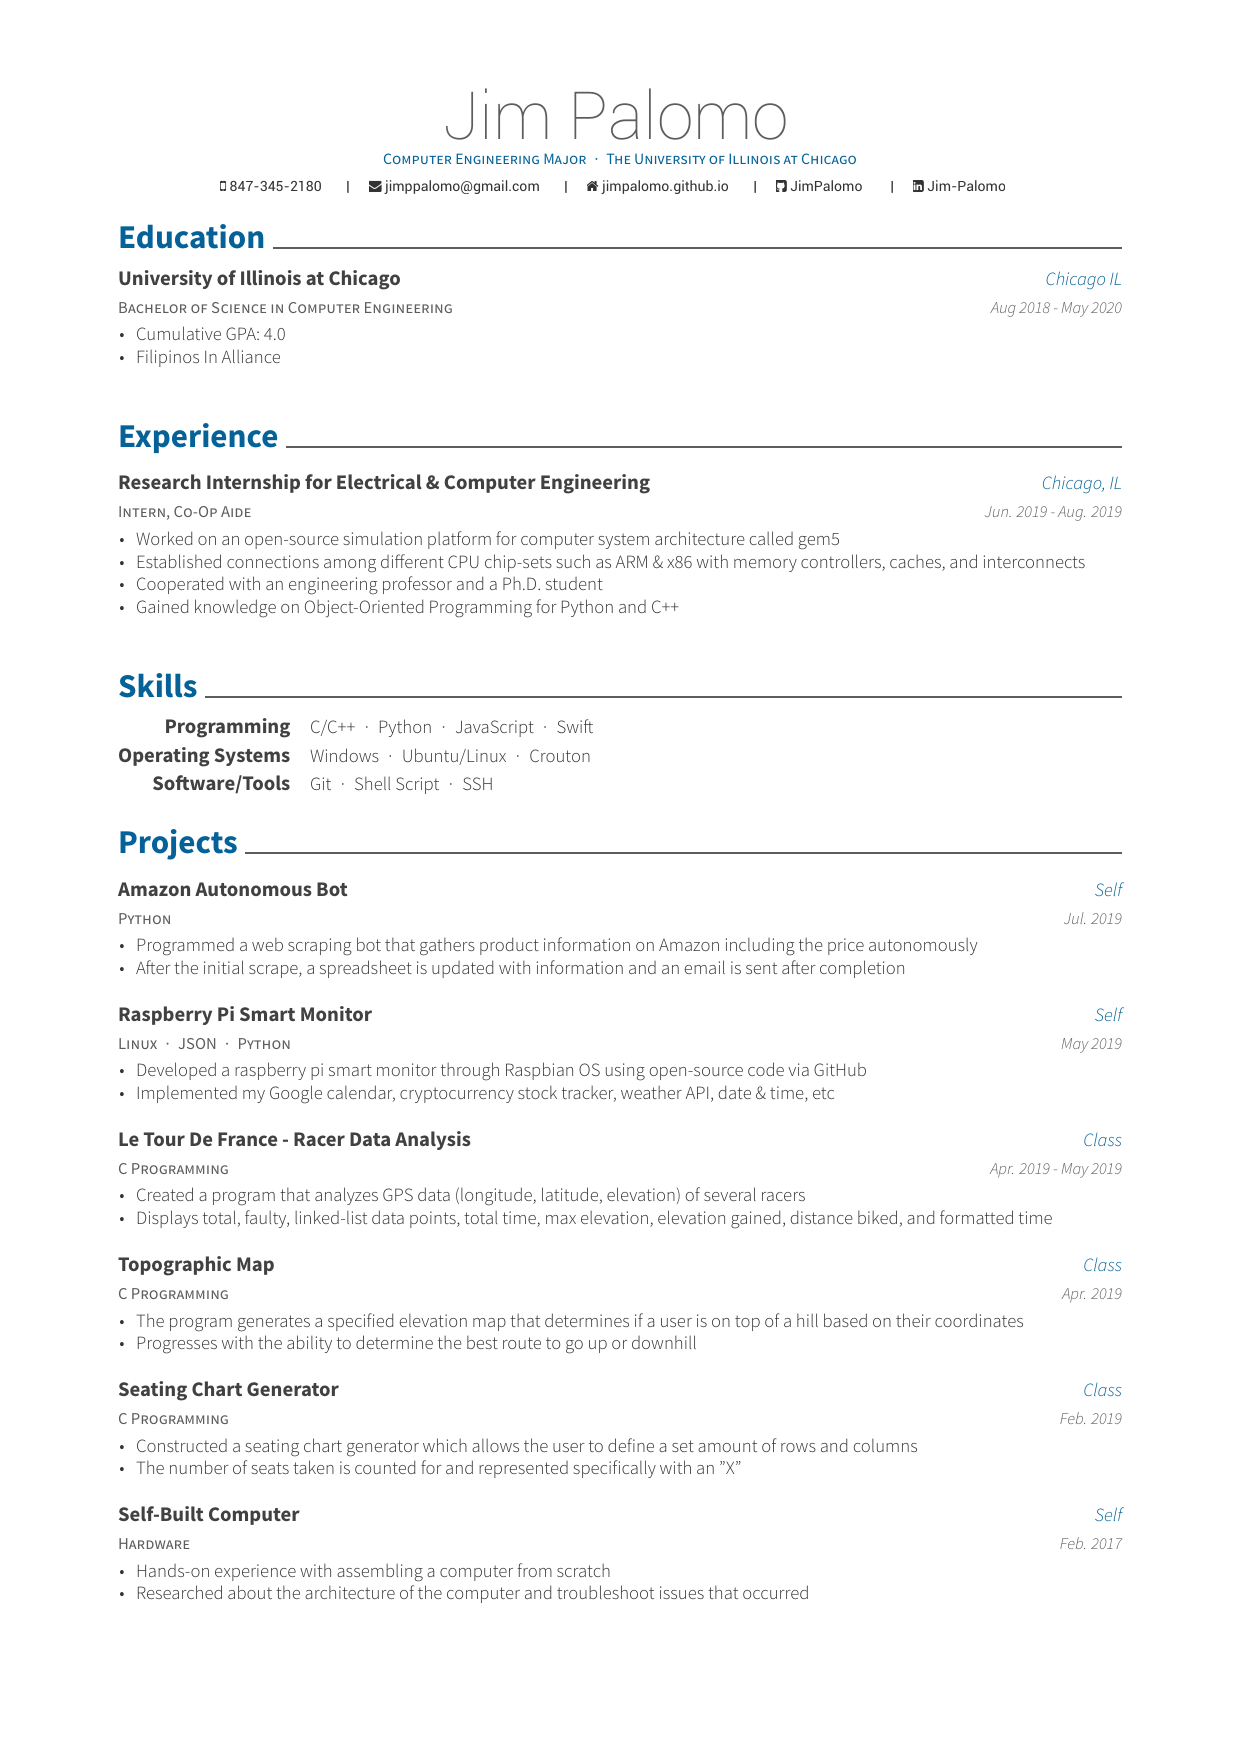 Jim Palomo
Computer Engineering Major · The University of Illinois at Chicago
847-345-2180 | jimppalomo@gmail.com | jimpalomo.github.io | JimPalomo | Jim-Palomo
Education
University of Illinois at Chicago Chicago IL
Bachelor of Science in Computer Engineering Aug 2018 - May 2020
• Cumulative GPA: 4.0
• Filipinos In Alliance
Experience
Research Internship for Electrical & Computer Engineering Chicago, IL
Intern, Co-Op Aide Jun. 2019 - Aug. 2019
• Worked on an open-source simulation platform for computer system architecture called gem5
• Established connections among different CPU chip-sets such as ARM & x86 with memory controllers, caches, and interconnects
• Cooperated with an engineering professor and a Ph.D. student
• Gained knowledge on Object-Oriented Programming for Python and C++
Skills
Programming C/C++ · Python · JavaScript · Swift
Operating Systems Windows · Ubuntu/Linux · Crouton
Software/Tools Git · Shell Script · SSH
Projects
Amazon Autonomous Bot Self
Python Jul. 2019
• Programmed a web scraping bot that gathers product information on Amazon including the price autonomously
• After the initial scrape, a spreadsheet is updated with information and an email is sent after completion
Raspberry Pi Smart Monitor Self
Linux · JSON · Python May 2019
• Developed a raspberry pi smart monitor through Raspbian OS using open-source code via GitHub
• Implemented my Google calendar, cryptocurrency stock tracker, weather API, date & time, etc
Le Tour De France - Racer Data Analysis Class
C Programming Apr. 2019 - May 2019
• Created a program that analyzes GPS data (longitude, latitude, elevation) of several racers
• Displays total, faulty, linked-list data points, total time, max elevation, elevation gained, distance biked, and formatted time
Topographic Map Class
C Programming Apr. 2019
• The program generates a specified elevation map that determines if a user is on top of a hill based on their coordinates
• Progresses with the ability to determine the best route to go up or downhill
Seating Chart Generator Class
C Programming Feb. 2019
• Constructed a seating chart generator which allows the user to define a set amount of rows and columns
• The number of seats taken is counted for and represented specifically with an ”X”
Self-Built Computer Self
Hardware Feb. 2017
• Hands-on experience with assembling a computer from scratch
• Researched about the architecture of the computer and troubleshoot issues that occurred